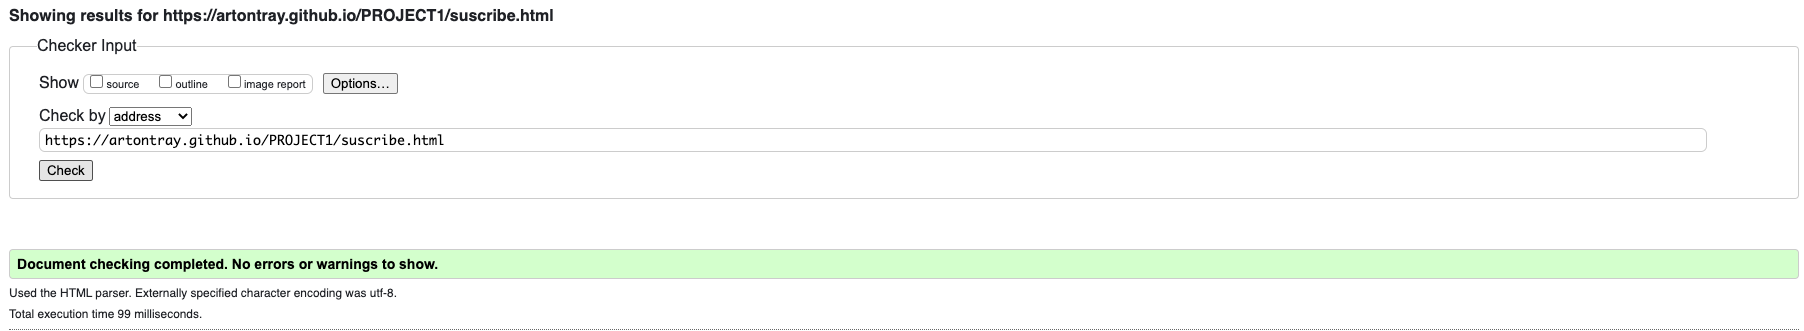 Showing results for https://artontray.github.io/PROJECT1/suscribe.html
Checker Input
Show source outline image report Options...
Check by address
https://artontray.github.io/PROJECT1/suscribe.html
Check
Document checking completed. No errors or warnings to show.
Used the HTML parser. Externally specified character encoding was utf-8.
Total execution time 99 milliseconds.